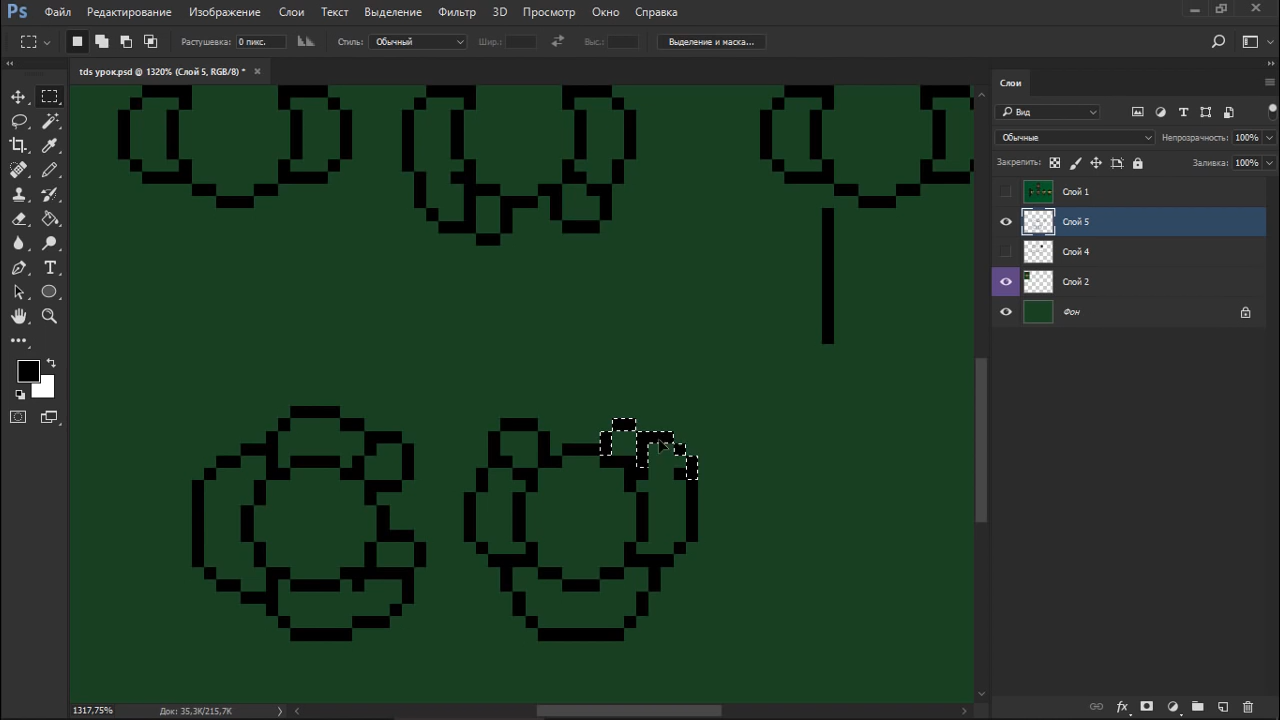 Ps Файл Редактирование Изображение Слои Текст Выделение Фильтр 3D Просмотр Окно Справка
Растушевка: 0 пикс. Стиль: Обычный Шир.: Выс.: Выделение и маска...
tds урок.psd @ 1320% (Слой 5, RGB/8) *
Слои
Вид
Обычные Непрозрачность: 100%
Закрепить: Заливка: 100%
Слой 1
Слой 5
Слой 4
Слой 2
Фон
1317,75% Док: 35,3K/215,7K